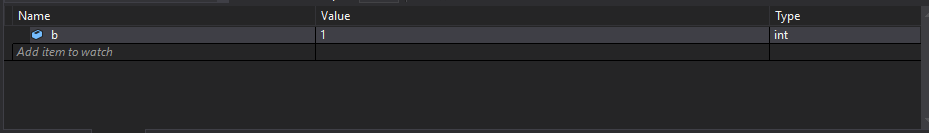 Name Value Type
b 1 int
Add item to watch